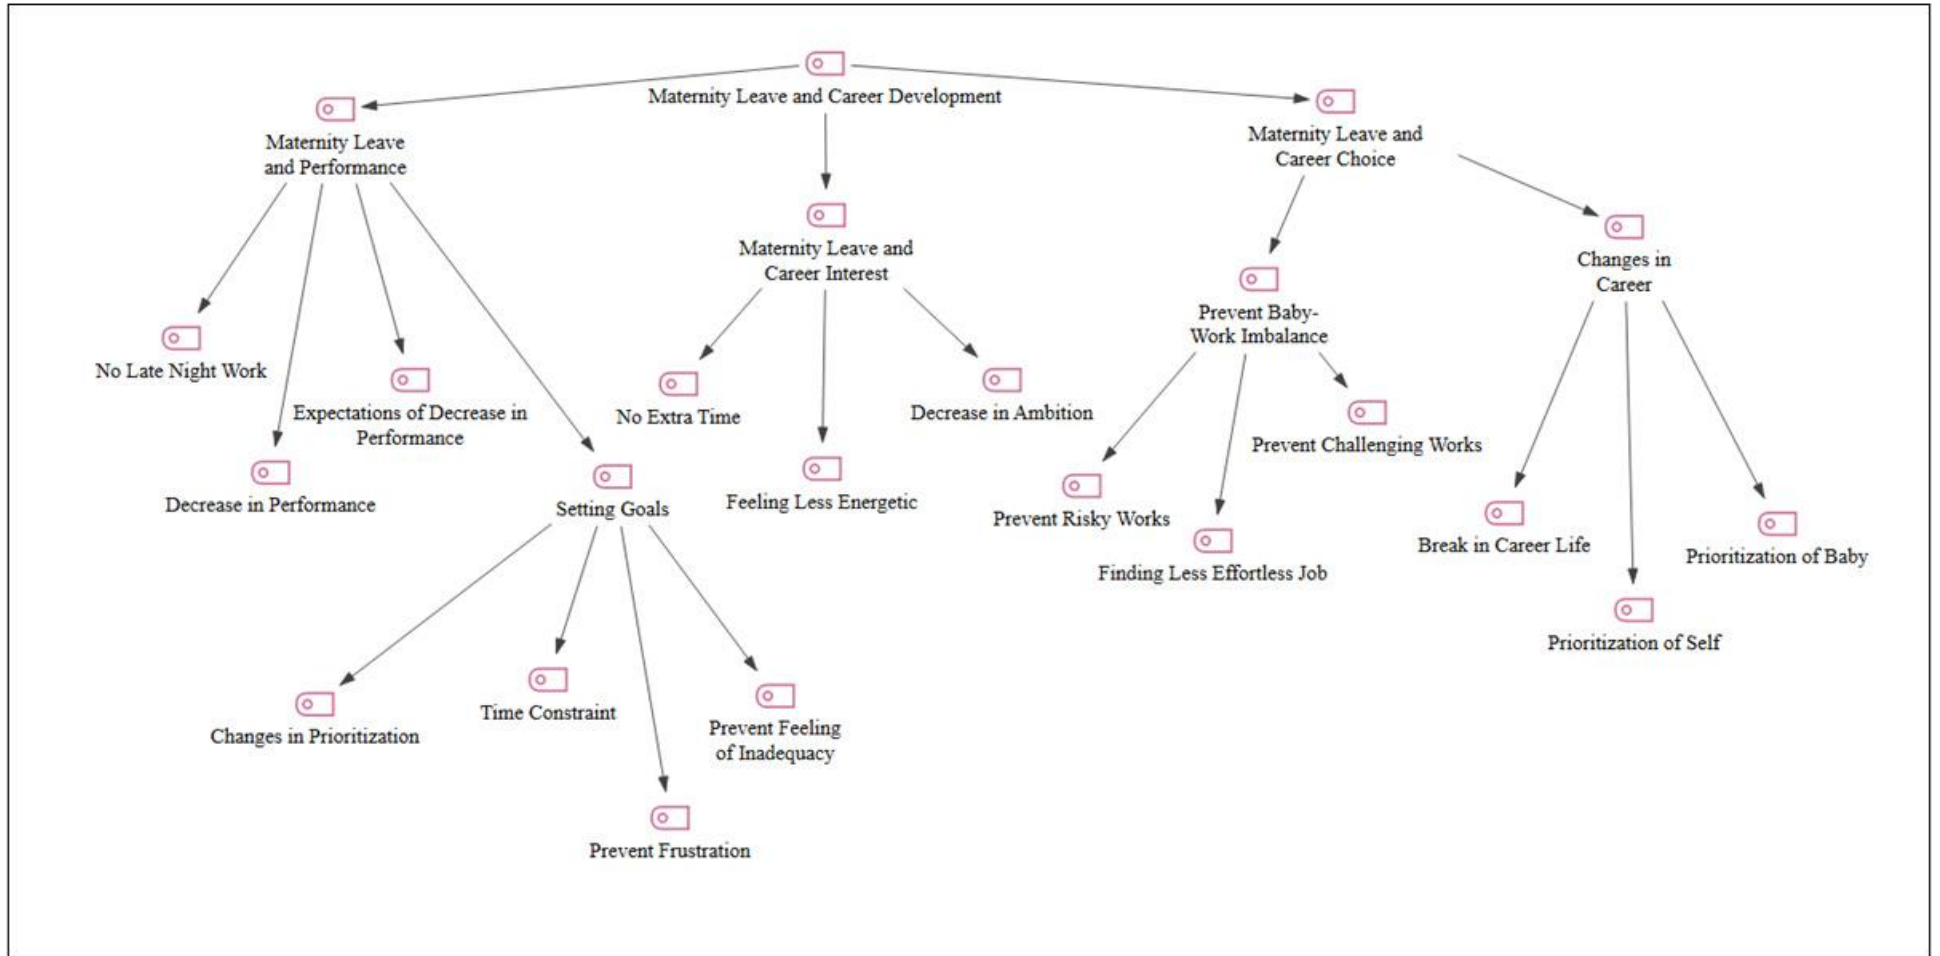 Maternity Leave and Career Development
Maternity Leave
and Performance
Maternity Leave and
Career Choice
Maternity Leave and
Career Interest
Changes in
Career
Prevent Baby-
Work Imbalance
No Late Night Work
Expectations of Decrease in
Performance
Decrease in Performance
Setting Goals
No Extra Time
Feeling Less Energetic
Decrease in Ambition
Prevent Risky Works
Finding Less Effortless Job
Prevent Challenging Works
Break in Career Life
Prioritization of Self
Prioritization of Baby
Changes in Prioritization
Time Constraint
Prevent Frustration
Prevent Feeling
of Inadequacy